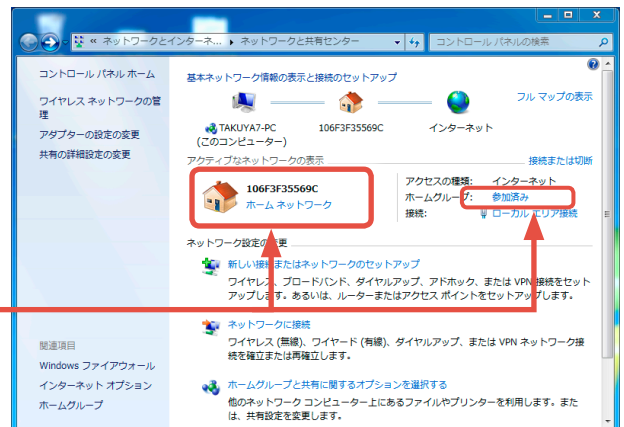 « ネットワークとインターネ... ▸ ネットワークと共有センター
コントロール パネルの検索
コントロール パネル ホーム
ワイヤレス ネットワークの管
理
アダプターの設定の変更
共有の詳細設定の変更
関連項目
Windows ファイアウォール
インターネット オプション
ホームグループ
基本ネットワーク情報の表示と接続のセットアップ
フル マップの表示
TAKUYA7-PC
(このコンピューター)
106F3F35569C
インターネット
アクティブなネットワークの表示
接続または切断
106F3F35569C
ホーム ネットワーク
アクセスの種類: インターネット
ホームグループ: 参加済み
接続: ローカル エリア接続
ネットワーク設定の変更
新しい接続またはネットワークのセットアップ
ワイヤレス、ブロードバンド、ダイヤルアップ、アドホック、または VPN 接続をセット
アップします。あるいは、ルーターまたはアクセス ポイントをセットアップします。
ネットワークに接続
ワイヤレス (無線)、ワイヤード (有線)、ダイヤルアップ、または VPN ネットワーク接
続を確立または再確立します。
ホームグループと共有に関するオプションを選択する
他のネットワーク コンピューター上にあるファイルやプリンターを利用します。また
は、共有設定を変更します。